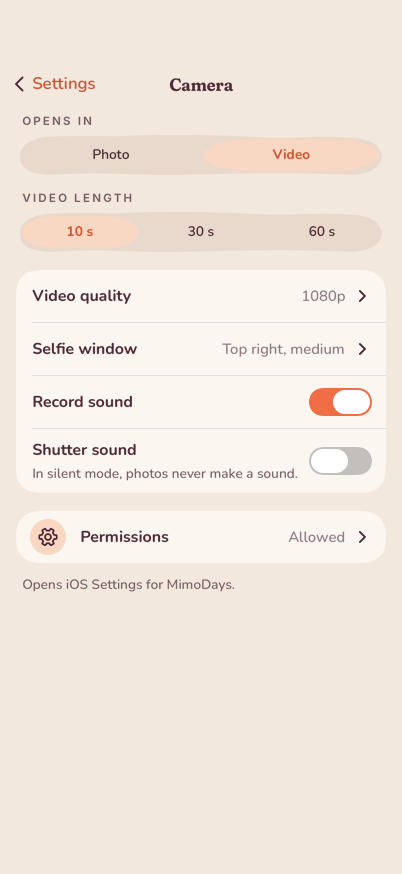 Settings
Camera
OPENS IN
Photo
Video
VIDEO LENGTH
10 s
30 s
60 s
Video quality
1080p
Selfie window
Top right, medium
Record sound
Shutter sound
In silent mode, photos never make a sound.
Permissions
Allowed
Opens iOS Settings for MimoDays.